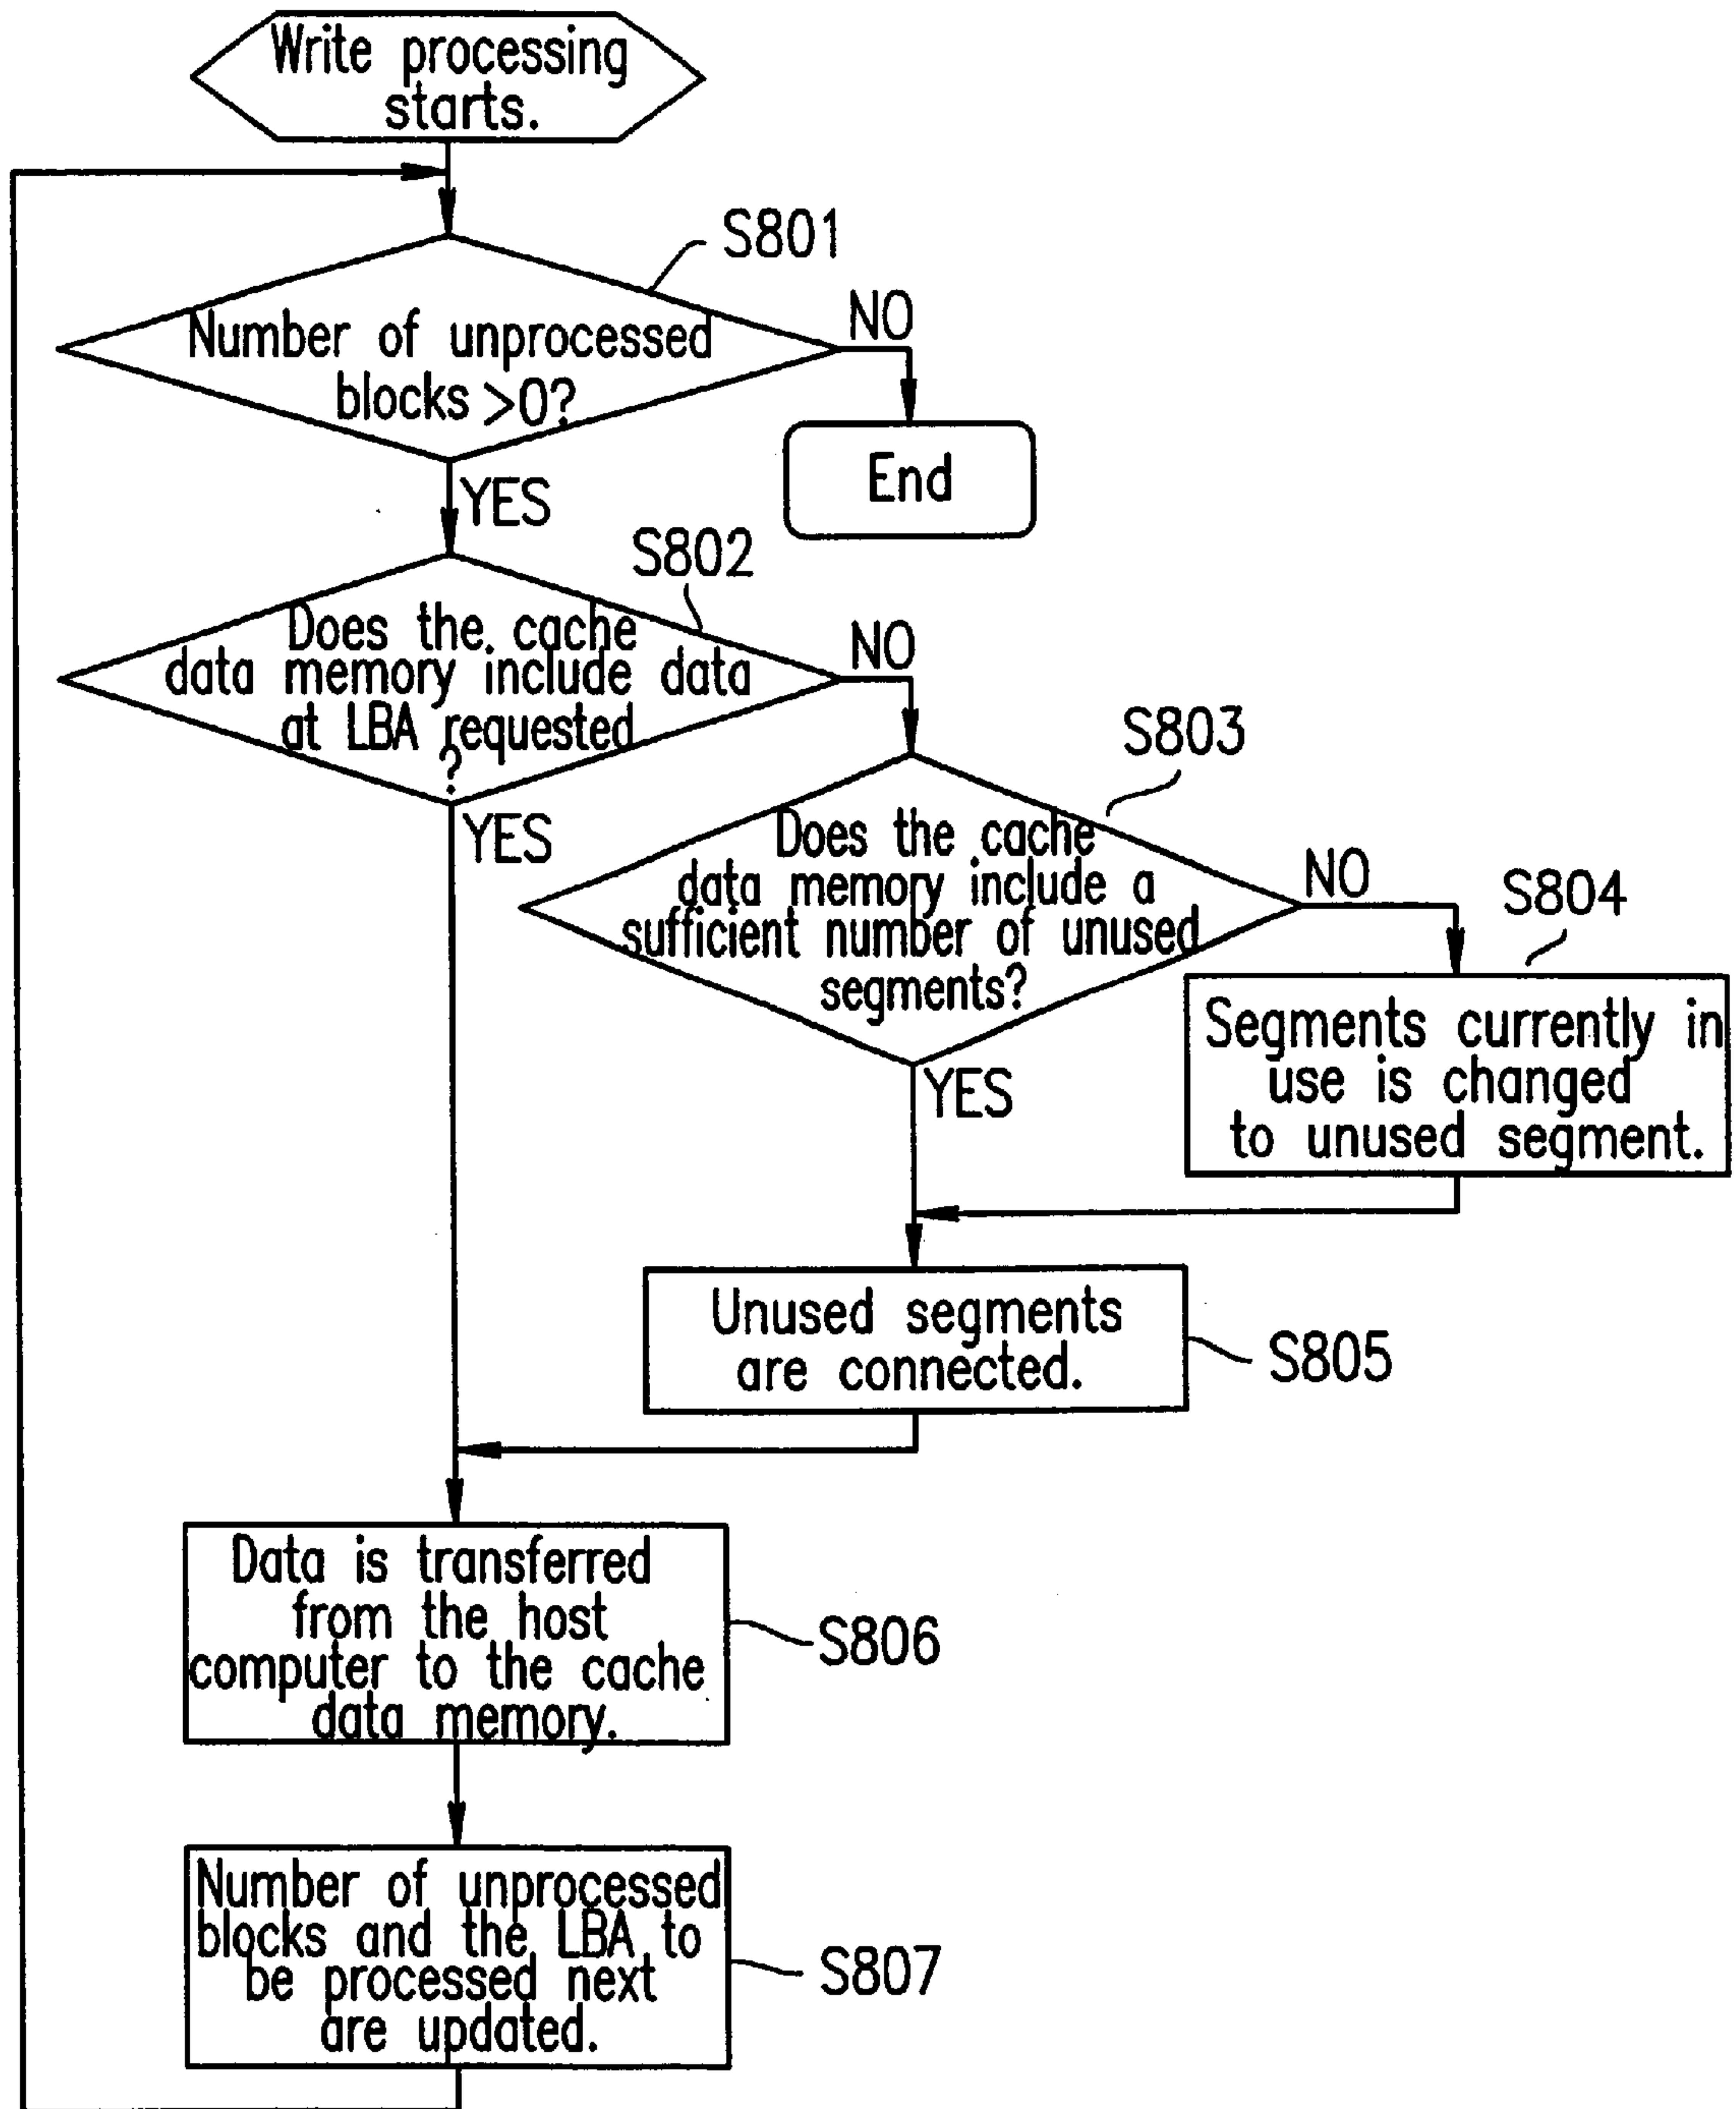 Write processing
starts.
S801
Number of unprocessed
blocks >0?
NO
End
YES
S802
Does the cache
data memory include data
at LBA requested
?
NO
YES
S803
Does the cache
data memory include a
sufficient number of unused
segments?
NO
YES
S804
Segments currently in
use is changed
to unused segment.
Unused segments
are connected.
S805
Data is transferred
from the host
computer to the cache
data memory.
S806
Number of unprocessed
blocks and the LBA to
be processed next
are updated.
S807